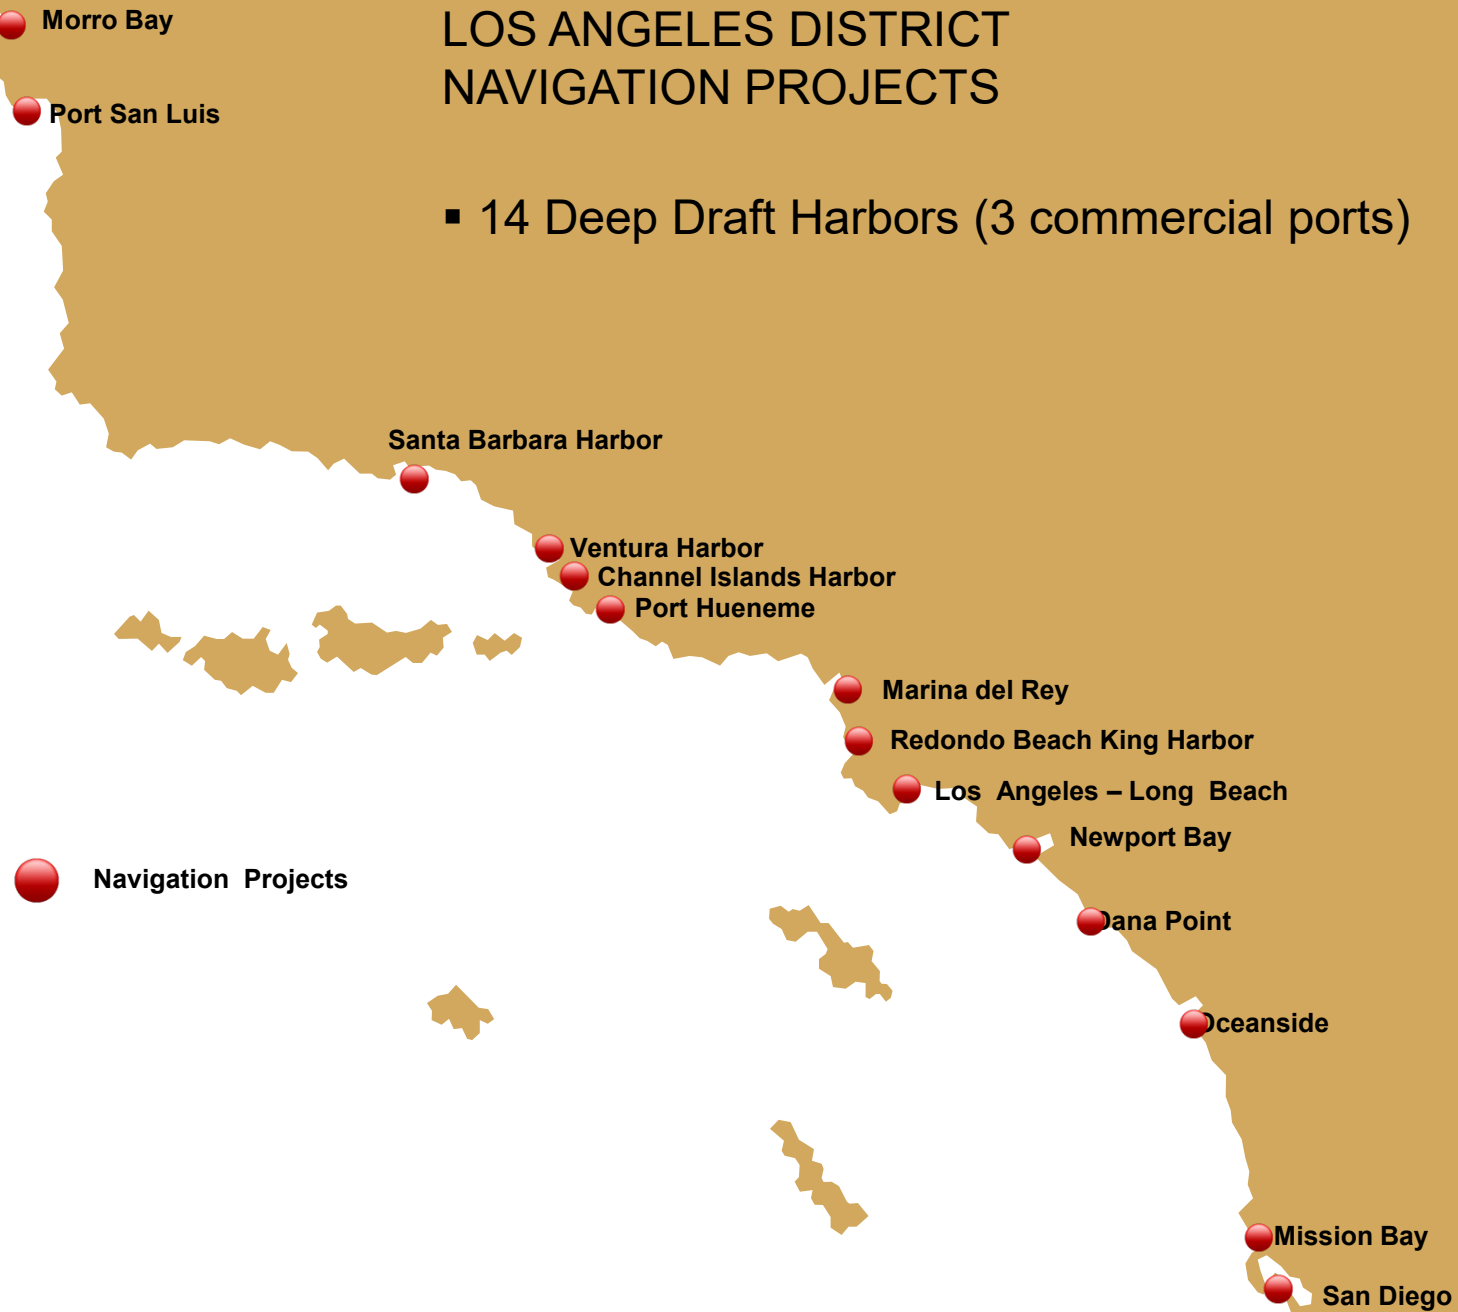 Morro Bay
LOS ANGELES DISTRICT
NAVIGATION PROJECTS
Port San Luis
▪ 14 Deep Draft Harbors (3 commercial ports)
Santa Barbara Harbor
Ventura Harbor
Channel Islands Harbor
Port Hueneme
Marina del Rey
Redondo Beach King Harbor
Los Angeles – Long Beach
Newport Bay
Navigation Projects
Dana Point
Oceanside
Mission Bay
San Diego